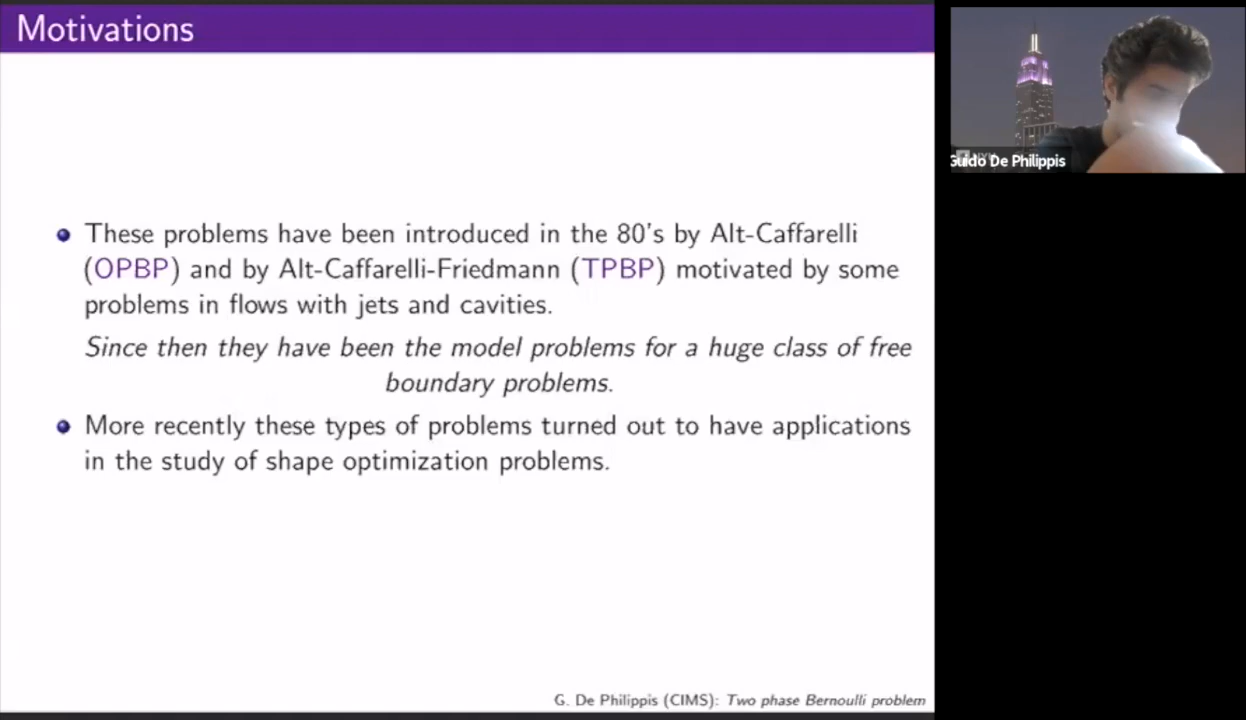 Motivations
These problems have been introduced in the 80's by Alt-Caffarelli
(OPBP) and by Alt-Caffarelli-Friedmann (TPBP) motivated by some
problems in flows with jets and cavities.
Since then they have been the model problems for a huge class of free
boundary problems.
More recently these types of problems turned out to have applications
in the study of shape optimization problems.
G. De Philippis (CIMS): Two phase Bernoulli problem
Guido De Philippis